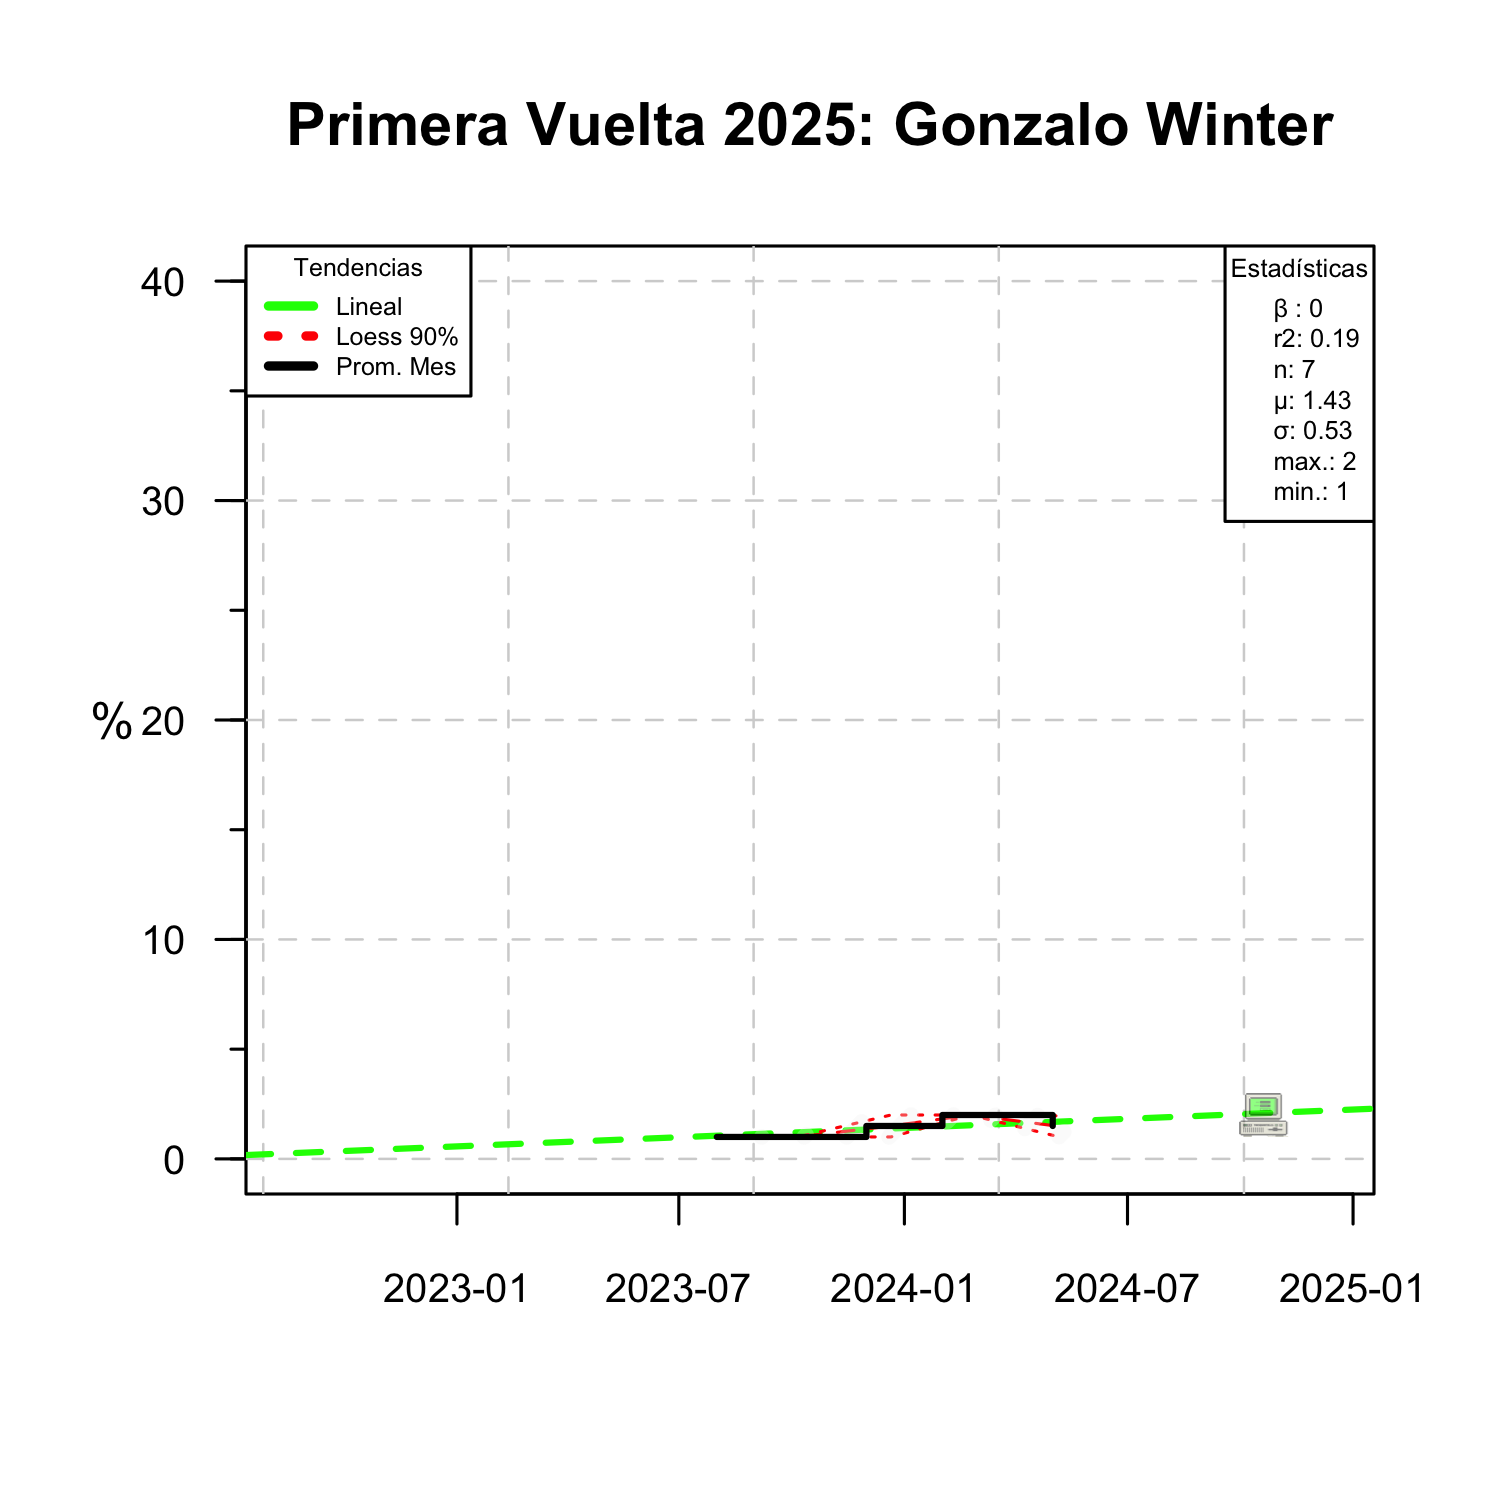 Primera Vuelta 2025: Gonzalo Winter
Tendencias
Lineal
Loess 90%
Prom. Mes
Estadísticas
β : 0
r2: 0.19
n: 7
μ: 1.43
σ: 0.53
max.: 2
min.: 1
40
30
% 20
10
0
2023-01 2023-07 2024-01 2024-07 2025-01